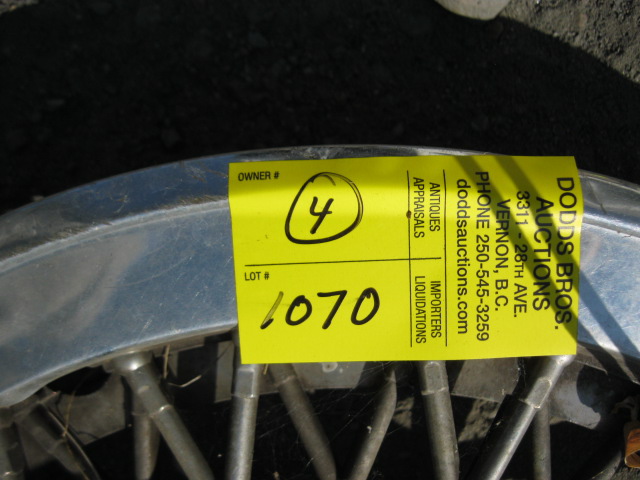 OWNER #
4
LOT #
1070
DODDS BROS.
AUCTIONS
3311 - 28TH AVE.
VERNON, B.C.
PHONE 250-545-3259
doddsauctions.com
ANTIQUES
APPRAISALS
IMPORTERS
LIQUIDATIONS